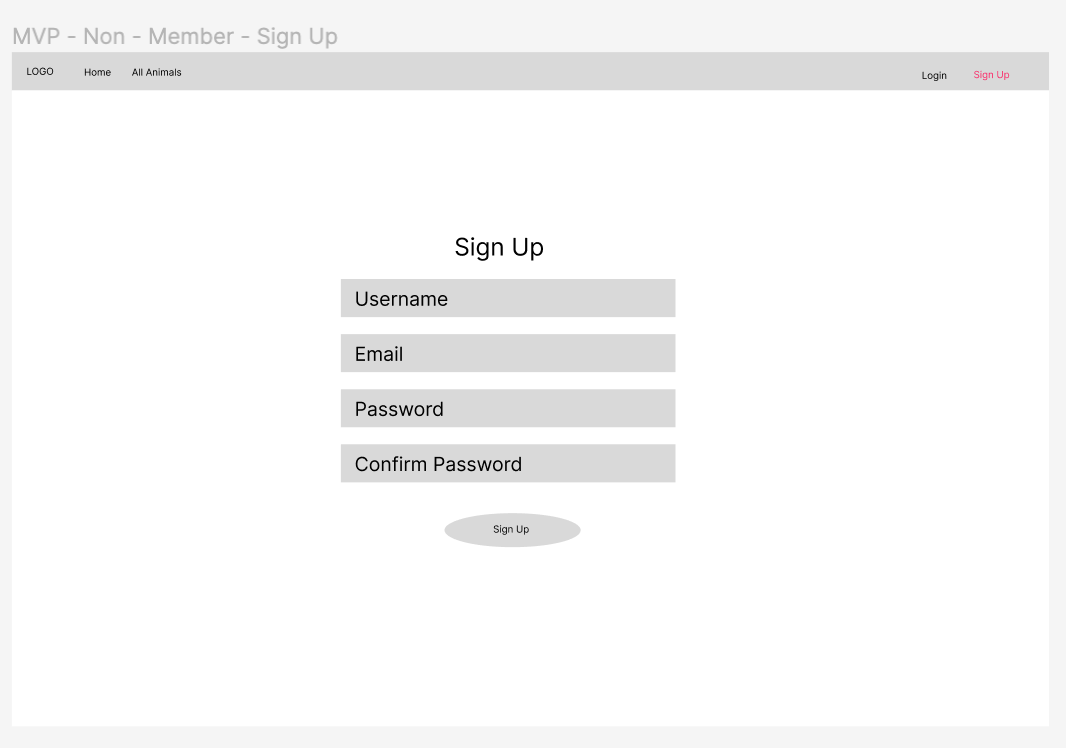 MVP - Non - Member - Sign Up
LOGO Home All Animals Login Sign Up
Sign Up
Username
Email
Password
Confirm Password
Sign Up